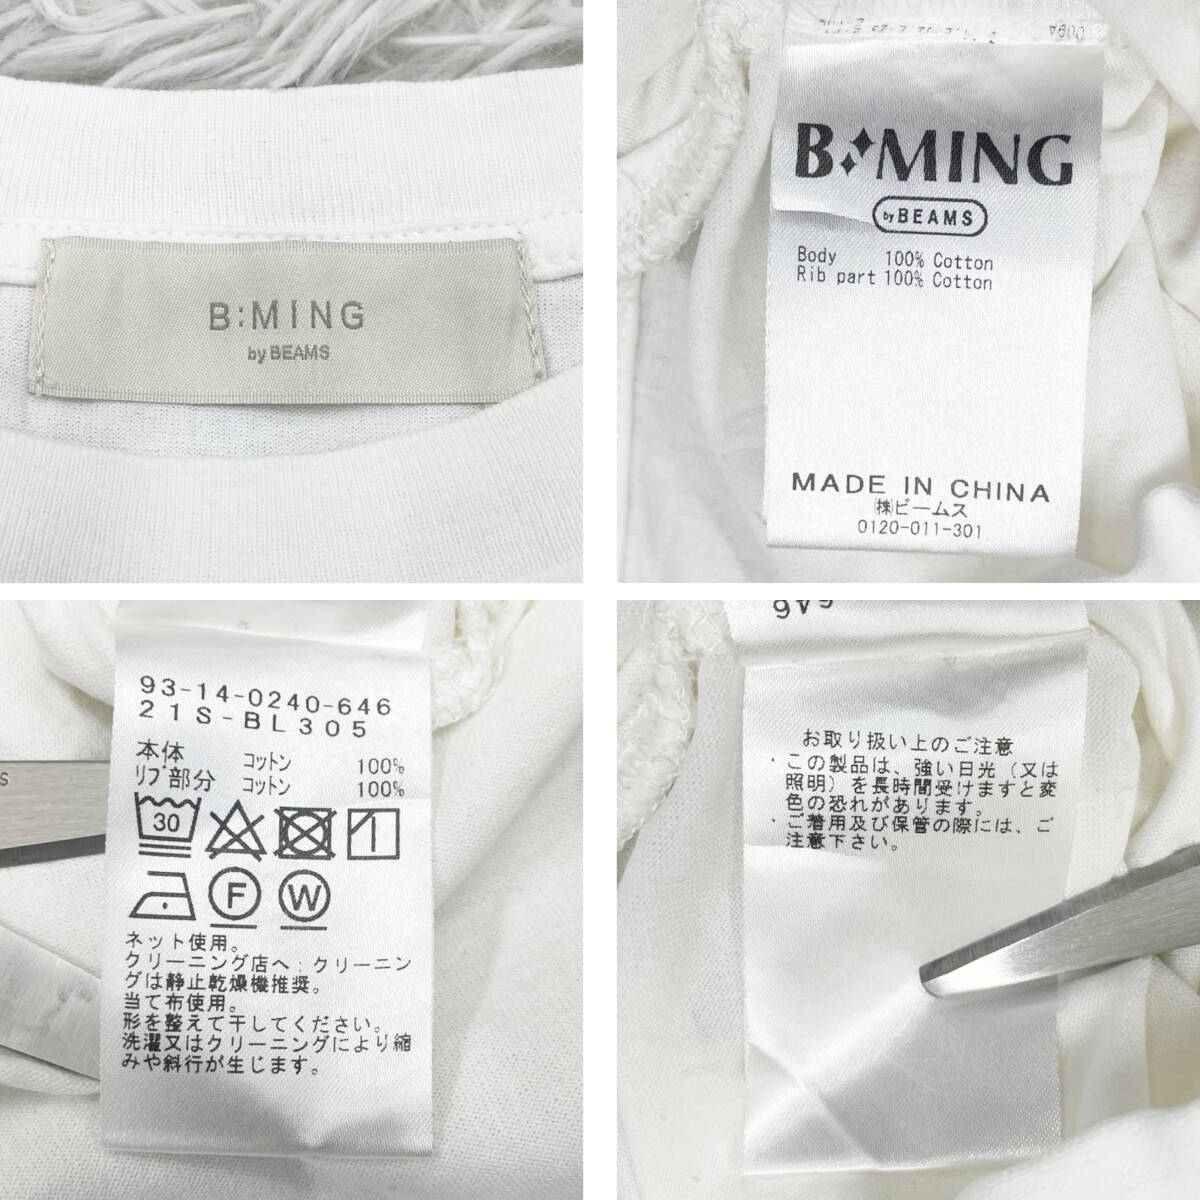 B:MING
by BEAMS
B:MING
by BEAMS
Body 100% Cotton
Rib part 100% Cotton
MADE IN CHINA
㈱ビームス
0120-011-301
93-14-0240-646
21S-BL305
本体 コットン 100%
リブ部分 コットン 100%
30
F W
ネット使用。
クリーニング店へ:クリーニン
グは静止乾燥機推奨。
当て布使用。
形を整えて干してください。
洗濯又はクリーニングにより縮
みや斜行が生じます。
お取り扱い上のご注意
・この製品は、強い日光(又は
照明)を長時間受けますと変
色の恐れがあります。
・ご着用及び保管の際には、ご
注意下さい。